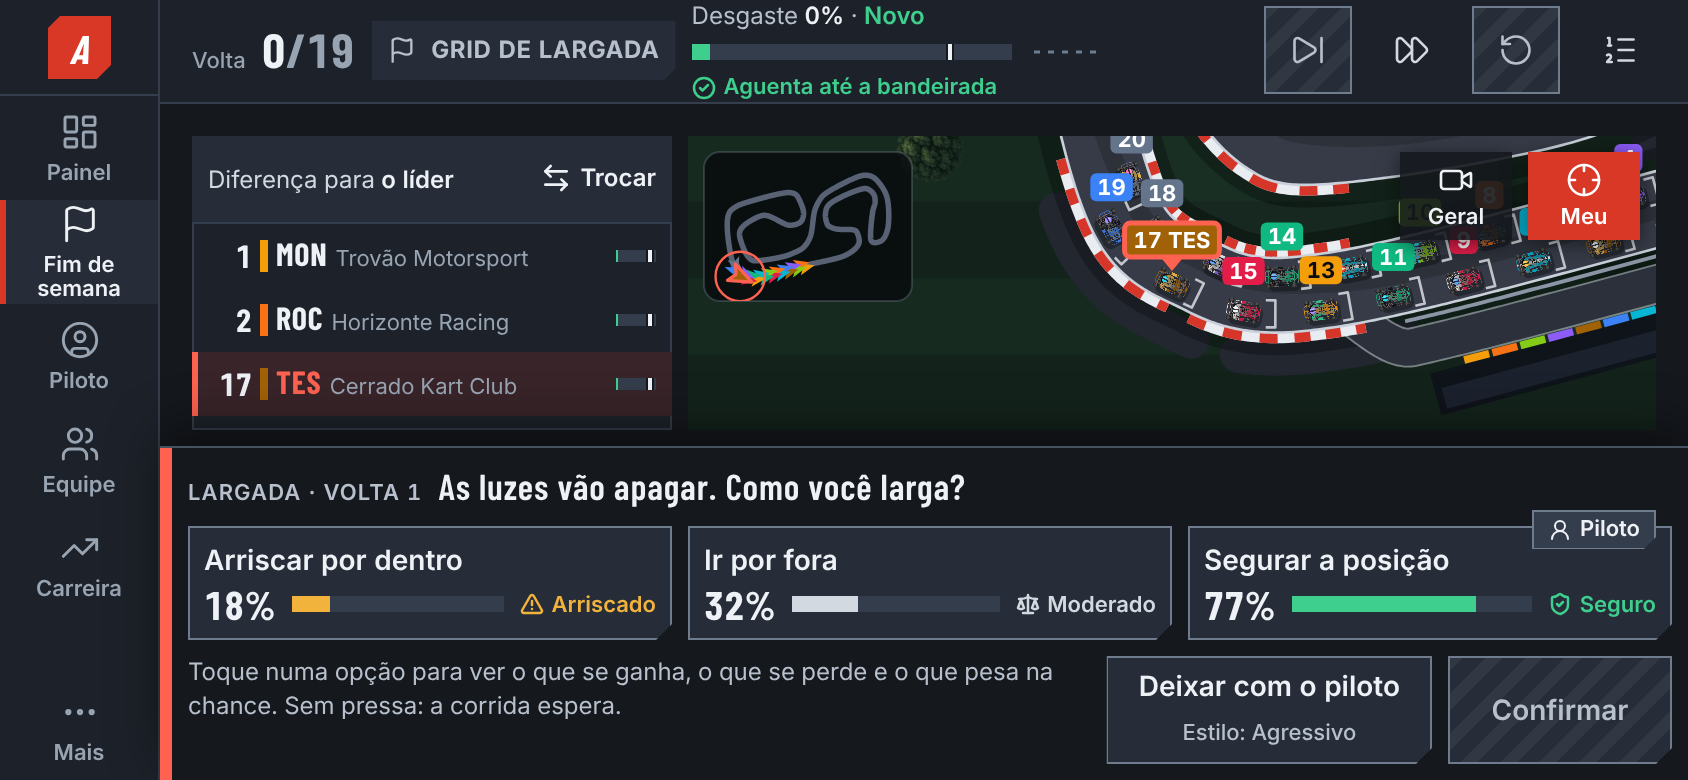 A
Painel
Fim de
semana
Piloto
Equipe
Carreira
Mais
Volta 0/19
GRID DE LARGADA
Desgaste 0% · Novo
Aguenta até a bandeirada
Diferença para o líder
Trocar
1 MON Trovão Motorsport
2 ROC Horizonte Racing
17 TES Cerrado Kart Club
20
19
18
17 TES
15
14
13
11
10
9
8
Geral
Meu
LARGADA · VOLTA 1 As luzes vão apagar. Como você larga?
Arriscar por dentro
18% Arriscado
Ir por fora
32% Moderado
Piloto
Segurar a posição
77% Seguro
Toque numa opção para ver o que se ganha, o que se perde e o que pesa na
chance. Sem pressa: a corrida espera.
Deixar com o piloto
Estilo: Agressivo
Confirmar